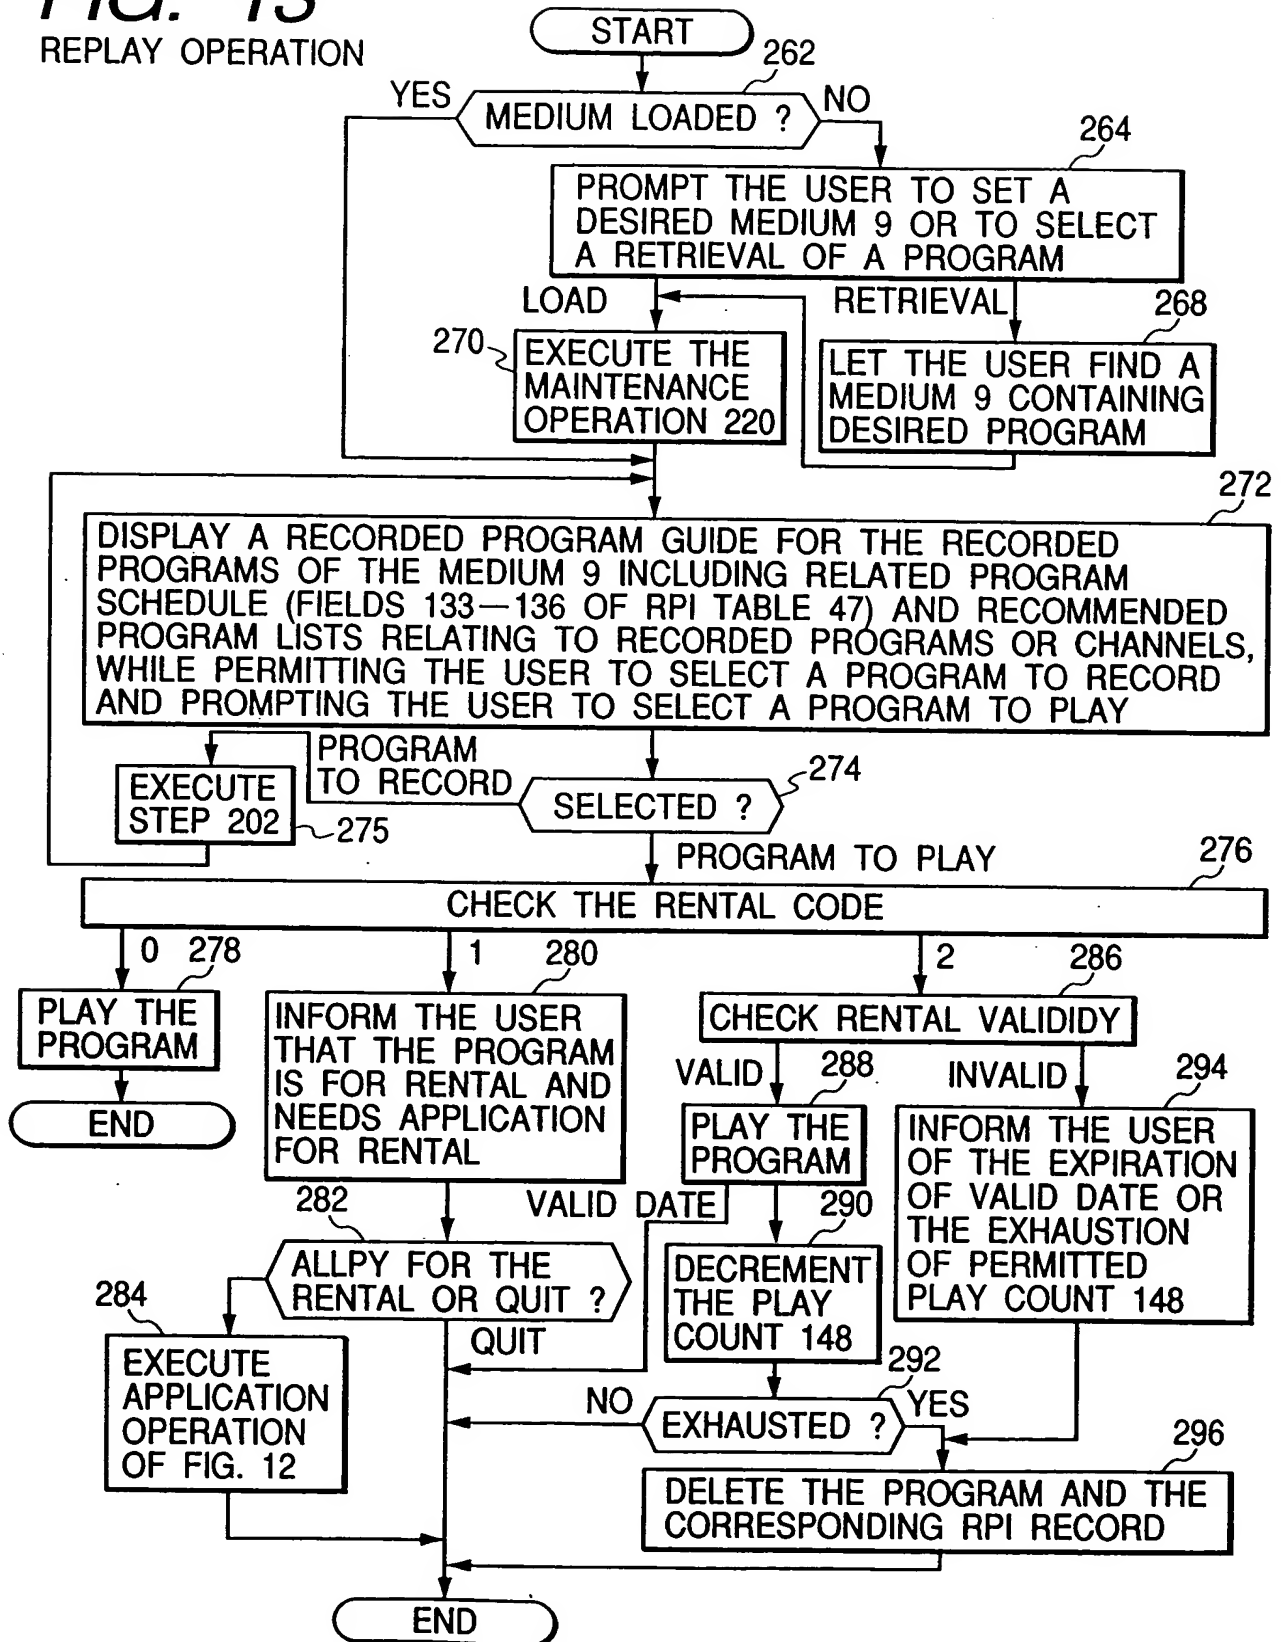 FIG. 13
REPLAY OPERATION
START
262
YES
MEDIUM LOADED ?
NO
264
PROMPT THE USER TO SET A
DESIRED MEDIUM 9 OR TO SELECT
A RETRIEVAL OF A PROGRAM
LOAD
RETRIEVAL
268
270
EXECUTE THE
MAINTENANCE
OPERATION 220
LET THE USER FIND A
MEDIUM 9 CONTAINING
DESIRED PROGRAM
272
DISPLAY A RECORDED PROGRAM GUIDE FOR THE RECORDED
PROGRAMS OF THE MEDIUM 9 INCLUDING RELATED PROGRAM
SCHEDULE (FIELDS 133—136 OF RPI TABLE 47) AND RECOMMENDED
PROGRAM LISTS RELATING TO RECORDED PROGRAMS OR CHANNELS,
WHILE PERMITTING THE USER TO SELECT A PROGRAM TO RECORD
AND PROMPTING THE USER TO SELECT A PROGRAM TO PLAY
PROGRAM
TO RECORD
274
SELECTED ?
EXECUTE
STEP 202
275
PROGRAM TO PLAY
276
CHECK THE RENTAL CODE
0
278
1
280
2
286
PLAY THE
PROGRAM
END
INFORM THE USER
THAT THE PROGRAM
IS FOR RENTAL AND
NEEDS APPLICATION
FOR RENTAL
CHECK RENTAL VALIDIDY
VALID
288
INVALID
294
PLAY THE
PROGRAM
INFORM THE USER
OF THE EXPIRATION
OF VALID DATE OR
THE EXHAUSTION
OF PERMITTED
PLAY COUNT 148
282
VALID DATE
290
ALLPY FOR THE
RENTAL OR QUIT ?
DECREMENT
THE PLAY
COUNT 148
284
QUIT
EXECUTE
APPLICATION
OPERATION
OF FIG. 12
292
NO
EXHAUSTED ?
YES
296
DELETE THE PROGRAM AND THE
CORRESPONDING RPI RECORD
END